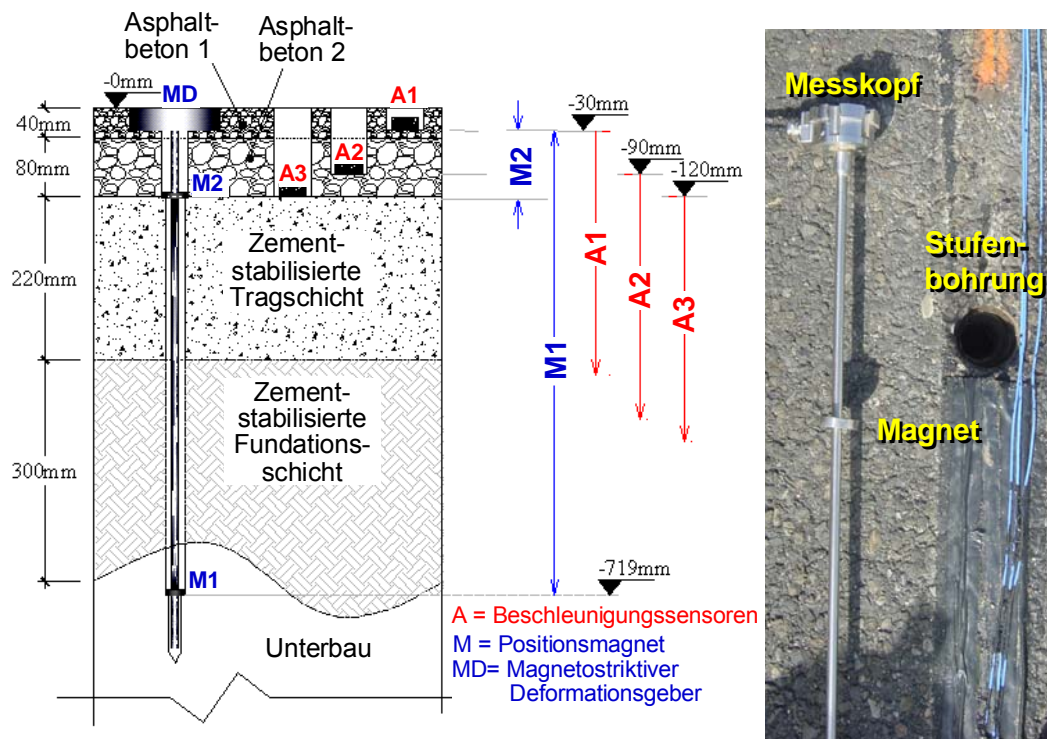 Asphalt-
beton 1
Asphalt-
beton 2
-0mm
MD
A1
40mm
80mm
A2
A3
M2
220mm
Zement-
stabilisierte
Tragschicht
300mm
Zement-
stabilisierte
Fundations-
schicht
M1
Unterbau
-30mm
-90mm
-120mm
M2
M1
A1
A2
A3
-719mm
A = Beschleunigungssensoren
M = Positionsmagnet
MD= Magnetostriktiver
Deformationsgeber
Messkopf
Stufen-
bohrung
Magnet